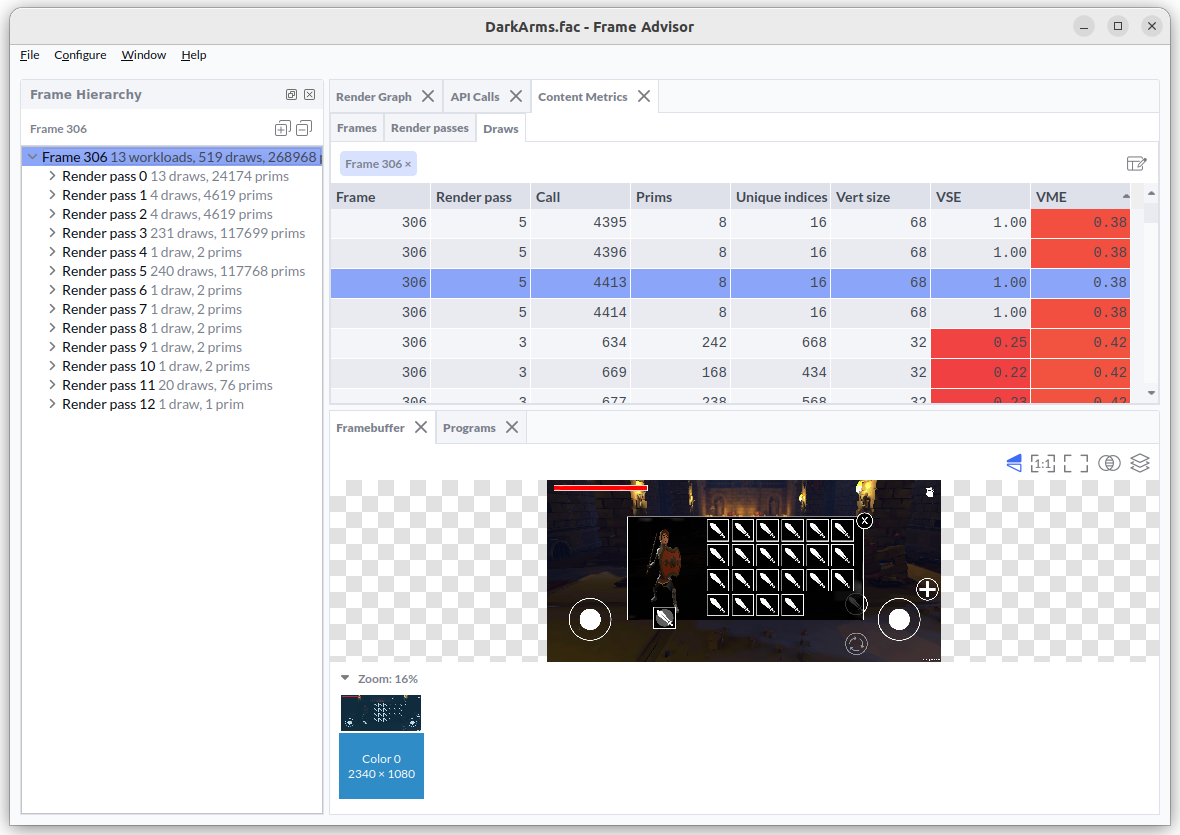 DarkArms.fac - Frame Advisor
File Configure Window Help
Frame Hierarchy
Frame 306
Frame 306 13 workloads, 519 draws, 268968
Render pass 0 13 draws, 24174 prims
Render pass 1 4 draws, 4619 prims
Render pass 2 4 draws, 4619 prims
Render pass 3 231 draws, 117699 prims
Render pass 4 1 draw, 2 prims
Render pass 5 240 draws, 117768 prims
Render pass 6 1 draw, 2 prims
Render pass 7 1 draw, 2 prims
Render pass 8 1 draw, 2 prims
Render pass 9 1 draw, 2 prims
Render pass 10 1 draw, 2 prims
Render pass 11 20 draws, 76 prims
Render pass 12 1 draw, 1 prim
Render Graph API Calls Content Metrics
Frames Render passes Draws
Frame 306 ×
Frame Render pass Call Prims Unique indices Vert size VSE VME
306 5 4395 8 16 68 1.00 0.38
306 5 4396 8 16 68 1.00 0.38
306 5 4413 8 16 68 1.00 0.38
306 5 4414 8 16 68 1.00 0.38
306 3 634 242 668 32 0.25 0.42
306 3 669 168 434 32 0.22 0.42
306 3 677 238 568 32 0.23 0.42
Framebuffer Programs
1:1
X
Zoom: 16%
Color 0
2340 × 1080